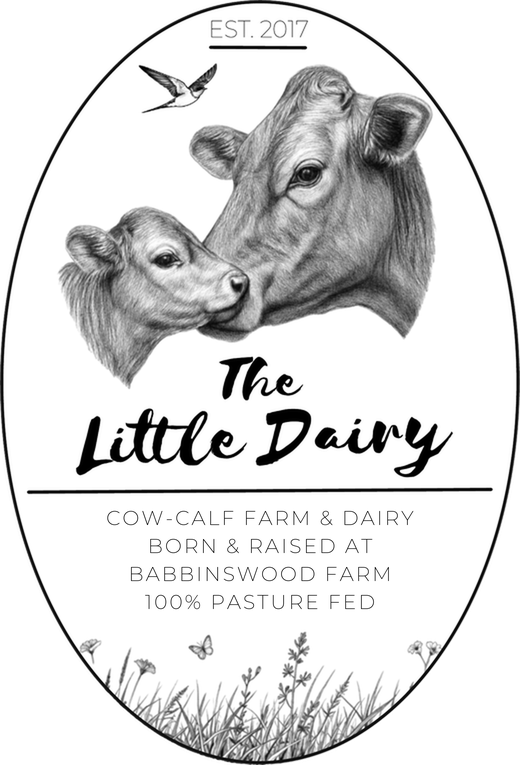 EST. 2017
The
Little Dairy
COW-CALF FARM & DAIRY
BORN & RAISED AT
BABBINSWOOD FARM
100% PASTURE FED